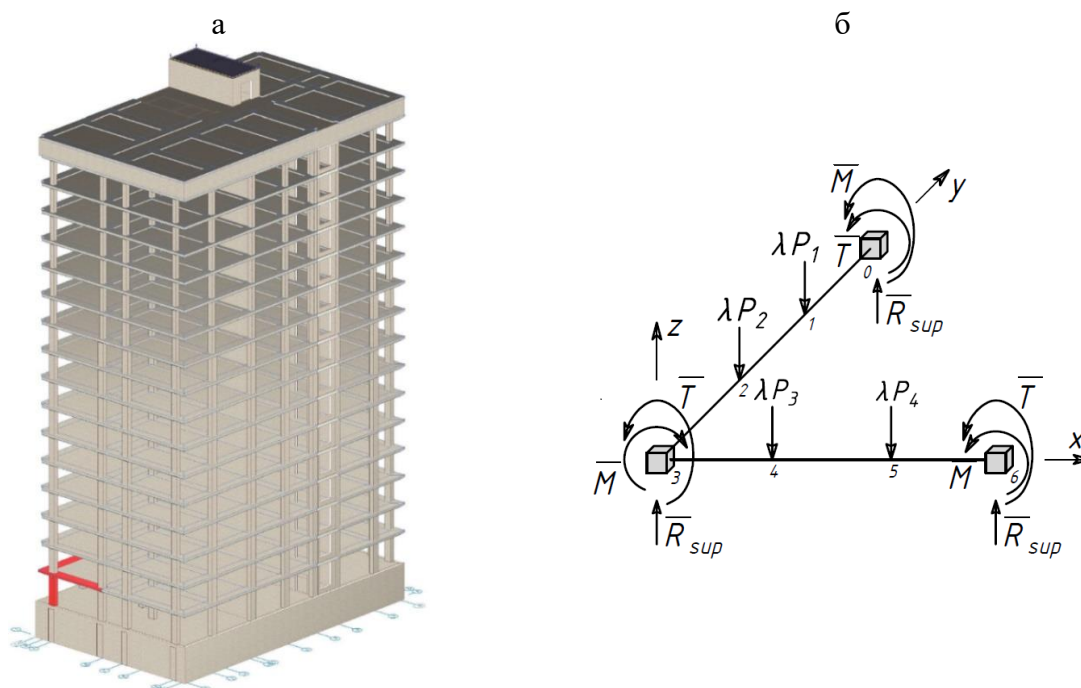 а
б
M̅
y
λP₁
T̅
0
R̅ sup
1
λP₂
z
2
T̅
λP₃
λP₄
T̅
x
M̅
3
4
5
M̅
6
R̅ sup
R̅ sup